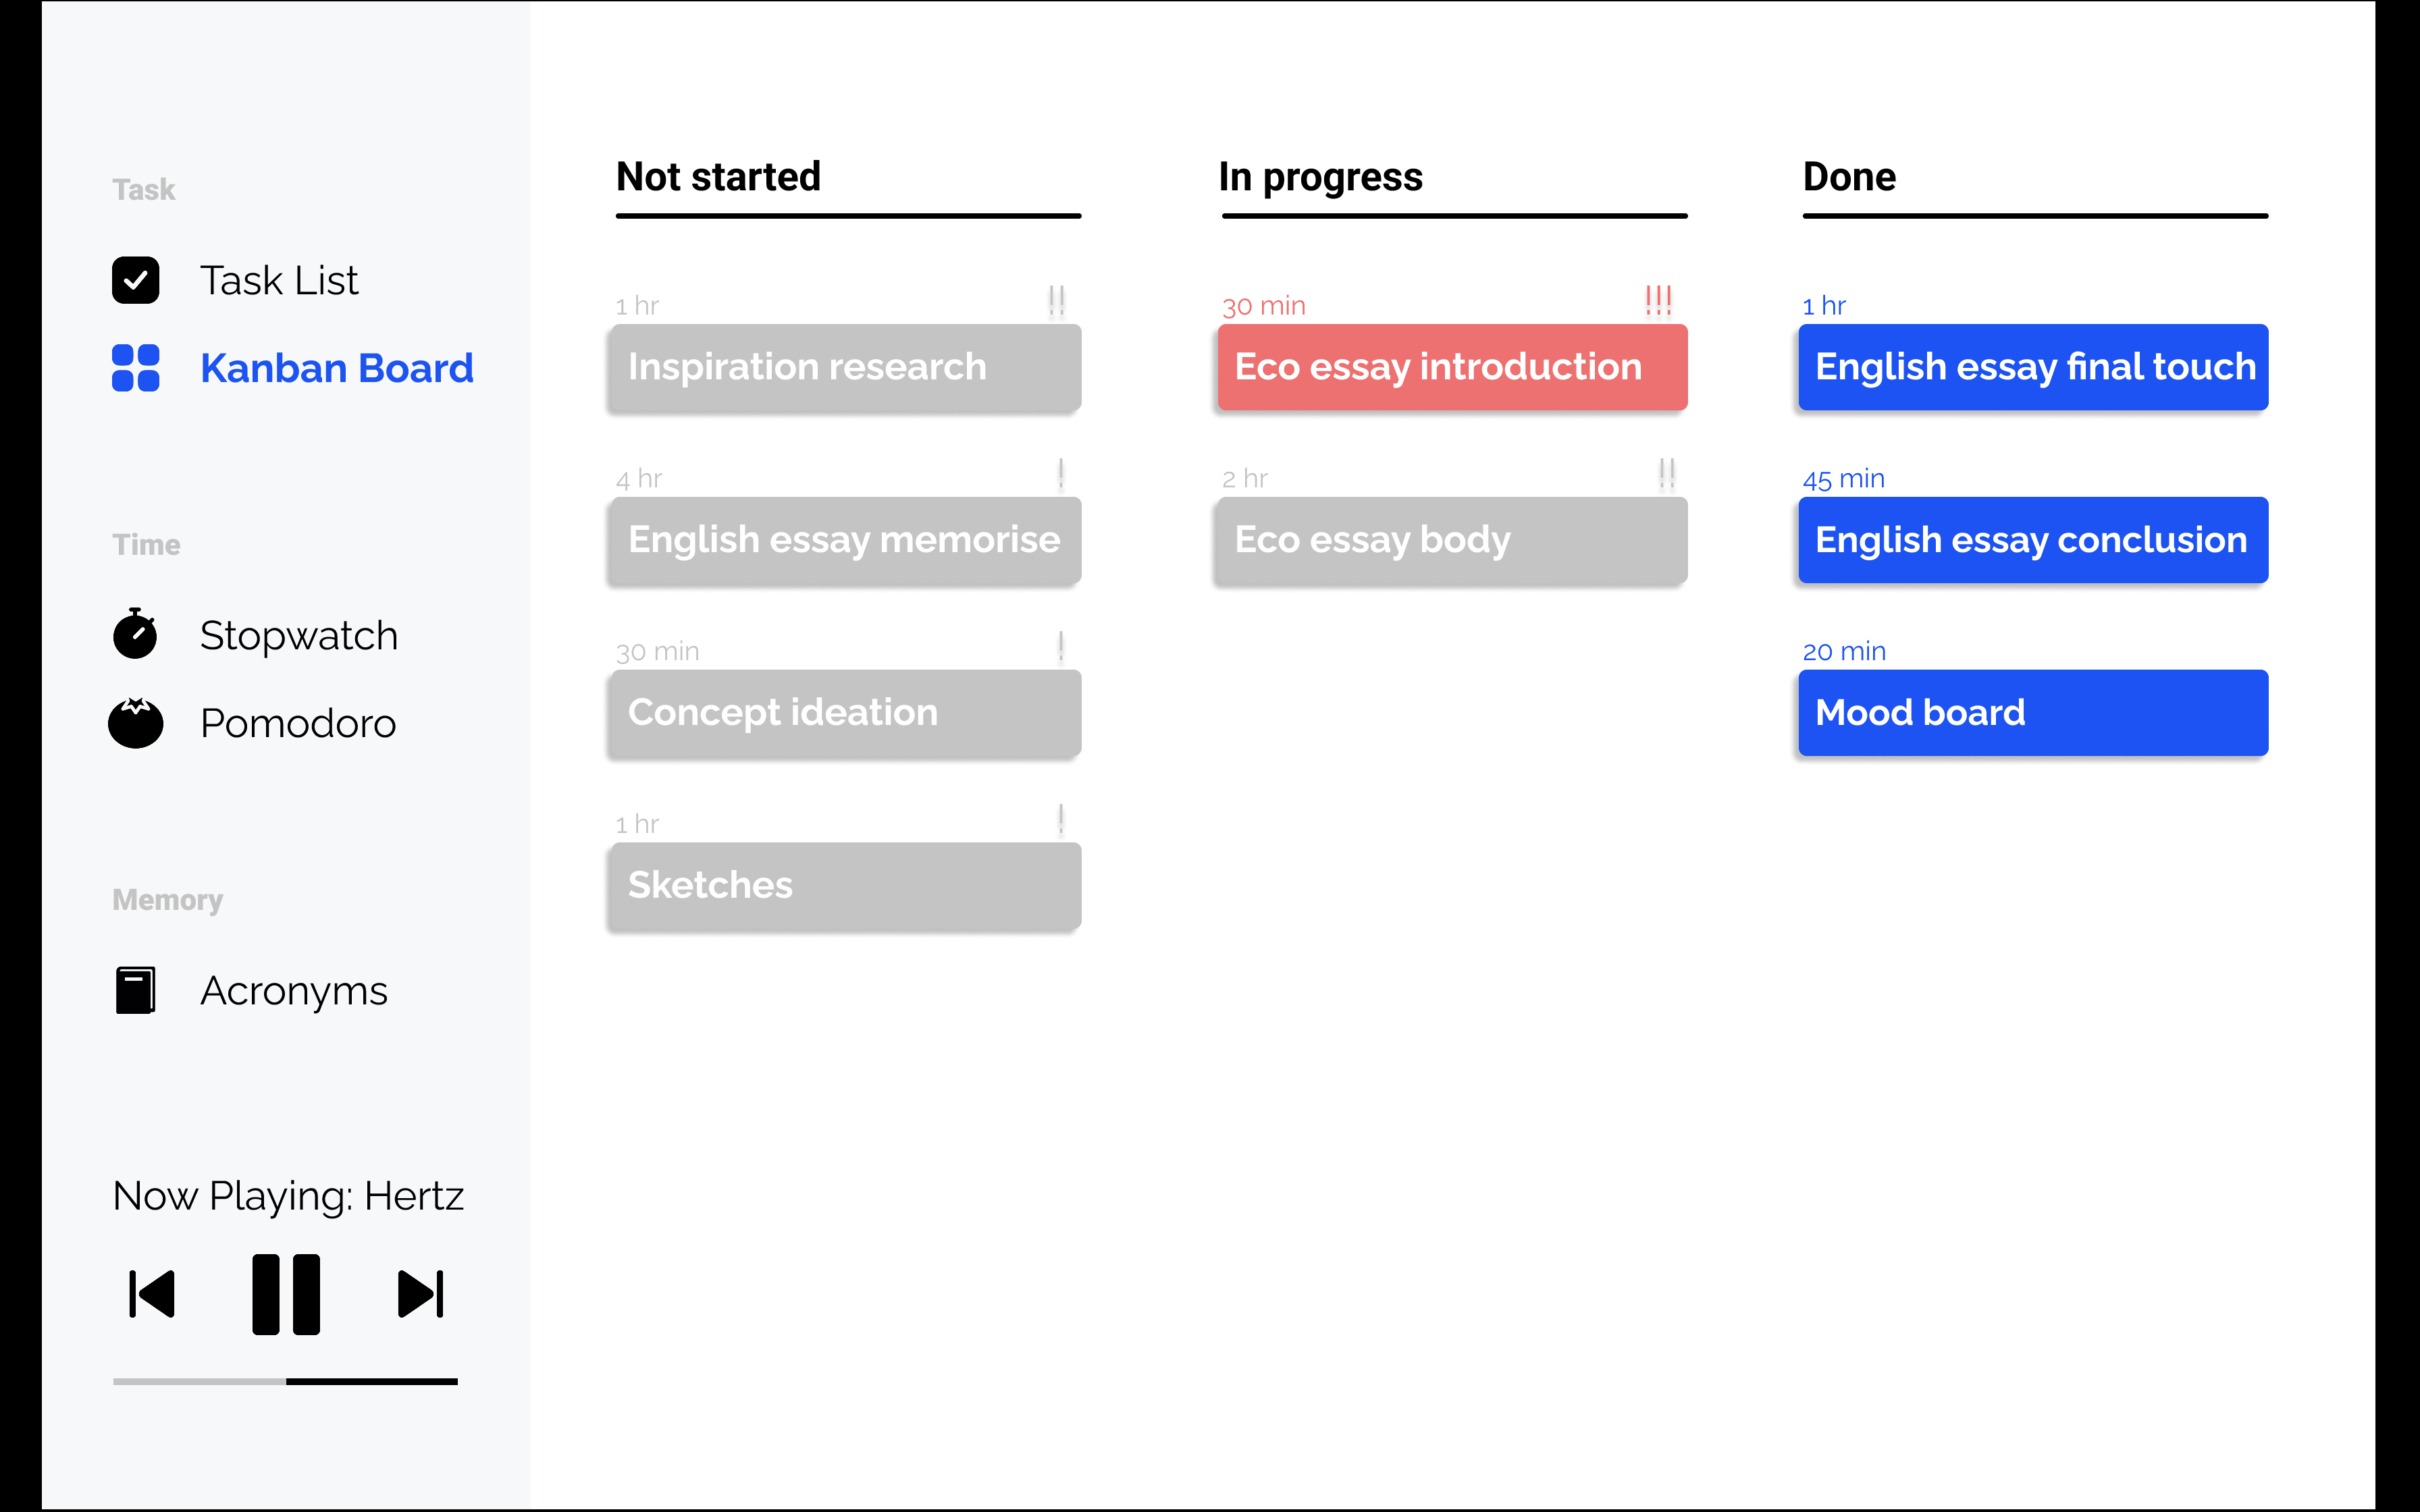 Task
Task List
Kanban Board
Time
Stopwatch
Pomodoro
Memory
Acronyms
Now Playing: Hertz
Not started
1 hr !!
Inspiration research
4 hr !
English essay memorise
30 min !
Concept ideation
1 hr !
Sketches
In progress
30 min !!!
Eco essay introduction
2 hr !!
Eco essay body
Done
1 hr
English essay final touch
45 min
English essay conclusion
20 min
Mood board